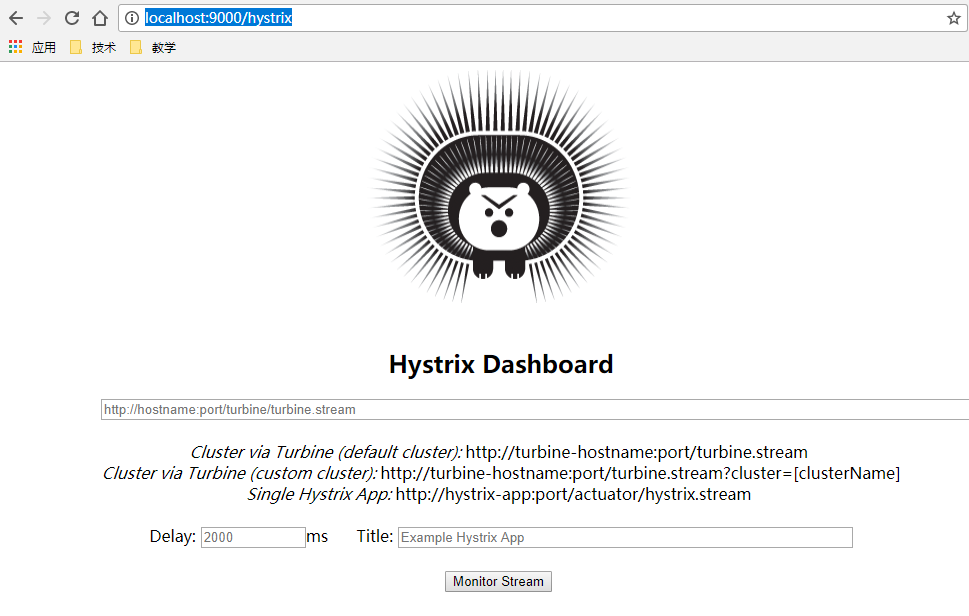 localhost:9000/hystrix
应用 技术 教学
Hystrix Dashboard
http://hostname:port/turbine/turbine.stream
Cluster via Turbine (default cluster): http://turbine-hostname:port/turbine.stream
Cluster via Turbine (custom cluster): http://turbine-hostname:port/turbine.stream?cluster=[clusterName]
Single Hystrix App: http://hystrix-app:port/actuator/hystrix.stream
Delay: 2000 ms Title: Example Hystrix App
Monitor Stream